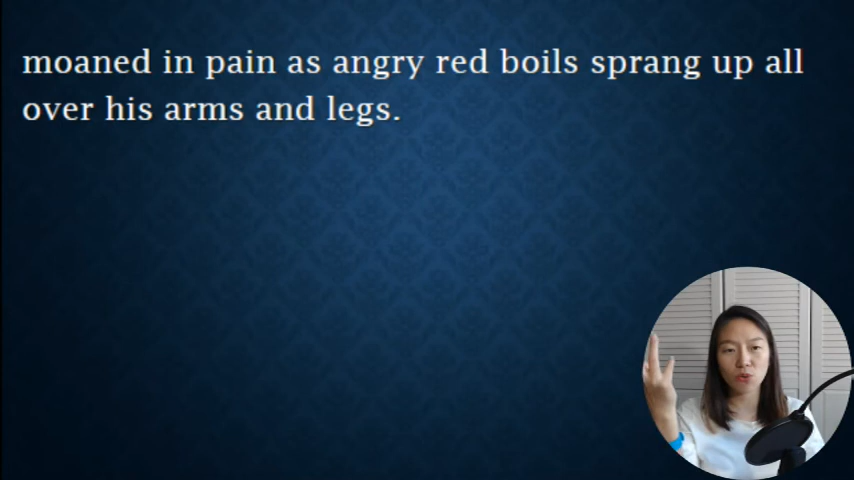 moaned in pain as angry red boils sprang up all
over his arms and legs.